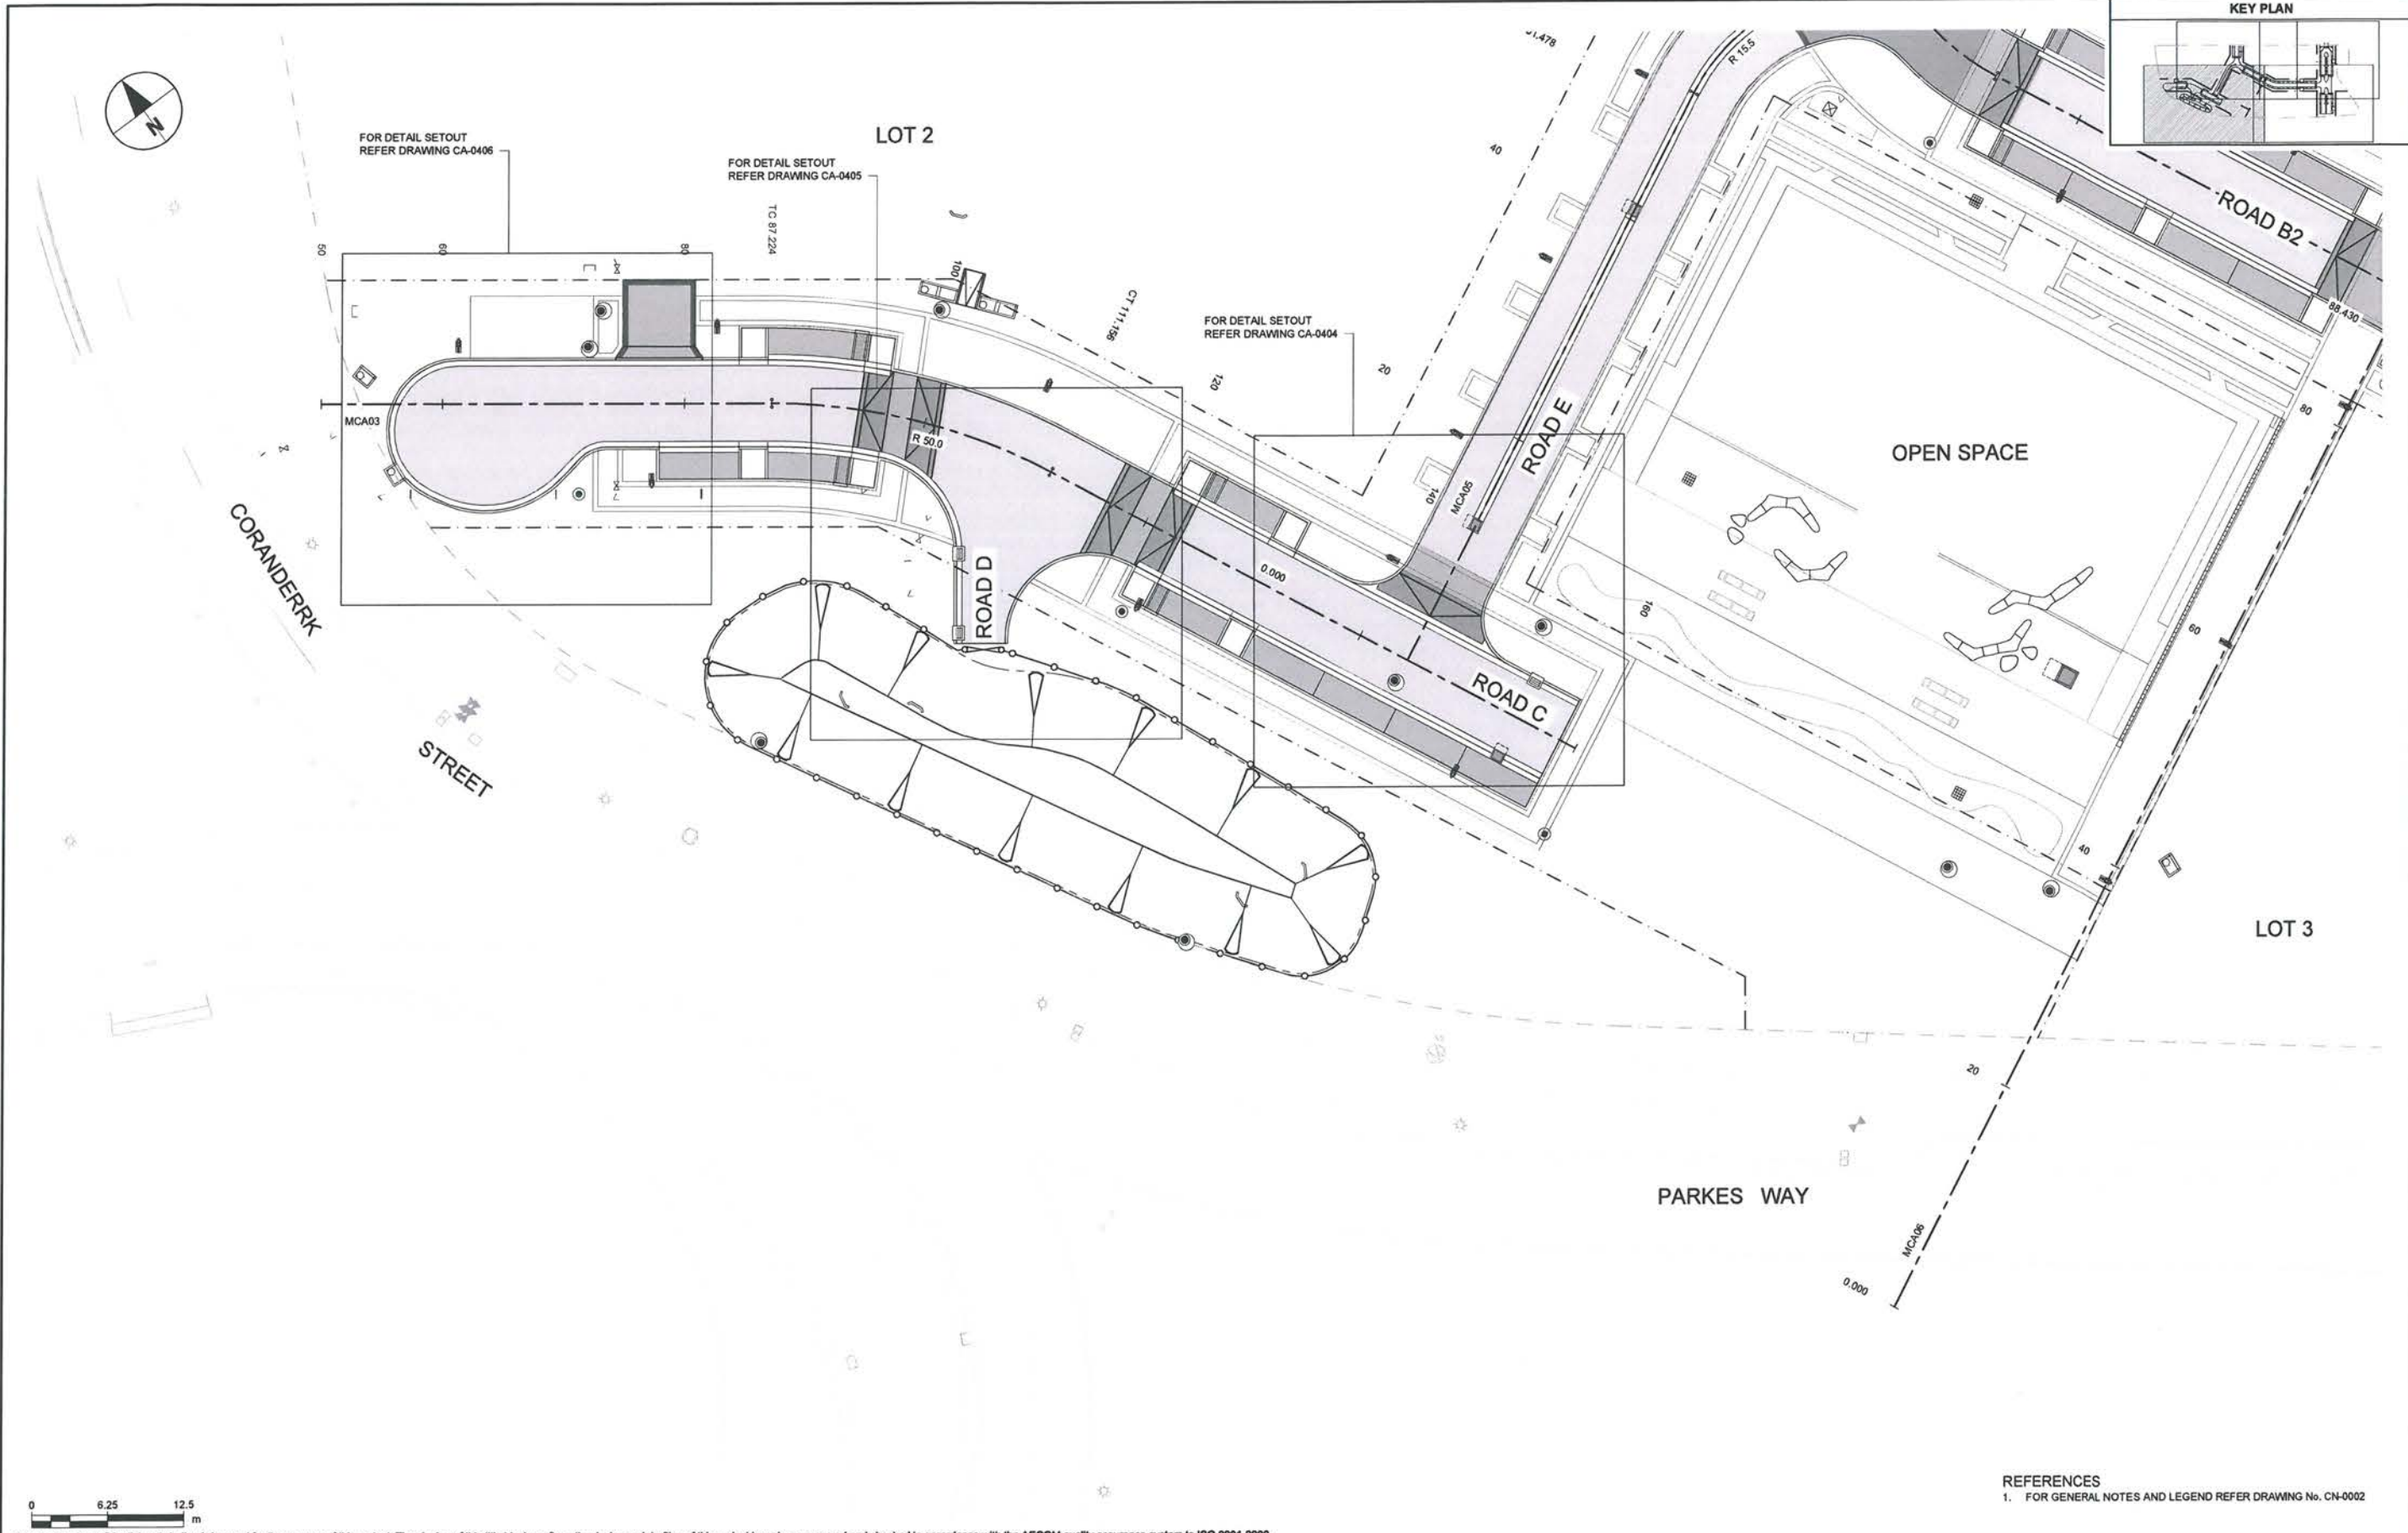 KEY PLAN
N
FOR DETAIL SETOUT
REFER DRAWING CA-0406
LOT 2
FOR DETAIL SETOUT
REFER DRAWING CA-0405
TC 87.224
50
60
80
100
CT 111.156
120
FOR DETAIL SETOUT
REFER DRAWING CA-0404
20
40
R 15.5
ROAD B2
88.430
MCA03
R 50.0
ROAD E
OPEN SPACE
80
140
MCA05
CORANDERRK
STREET
ROAD D
0.000
160
60
ROAD C
40
LOT 3
20
PARKES WAY
MCA06
0.000
REFERENCES
1. FOR GENERAL NOTES AND LEGEND REFER DRAWING No. CN-0002
0 6.25 12.5
m